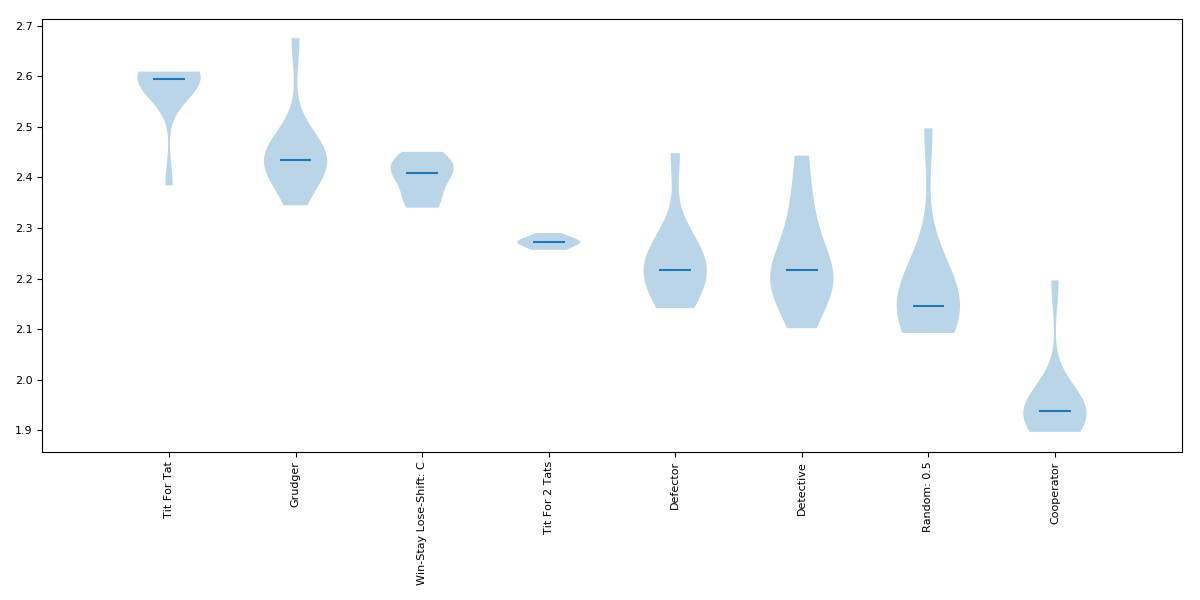 2.7
2.6
2.5
2.4
2.3
2.2
2.1
2.0
1.9
Tit For Tat
Grudger
Win-Stay Lose-Shift: C
Tit For 2 Tats
Defector
Detective
Random: 0.5
Cooperator